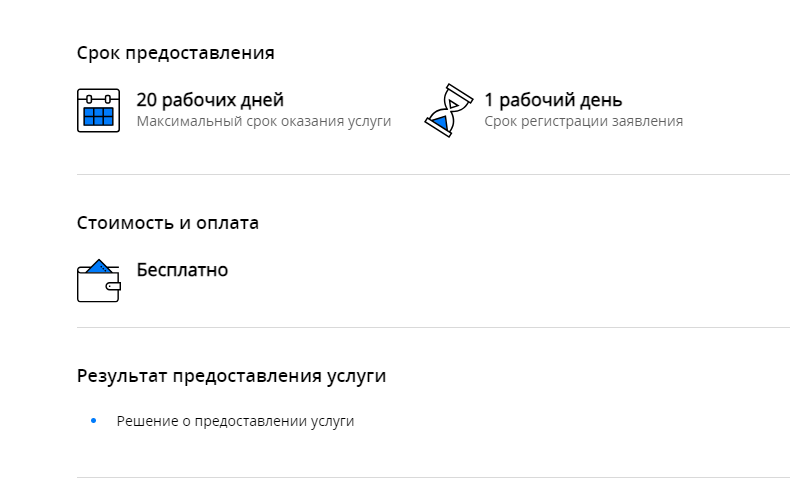 Срок предоставления
20 рабочих дней
Максимальный срок оказания услуги
1 рабочий день
Срок регистрации заявления
Стоимость и оплата
Бесплатно
Результат предоставления услуги
Решение о предоставлении услуги